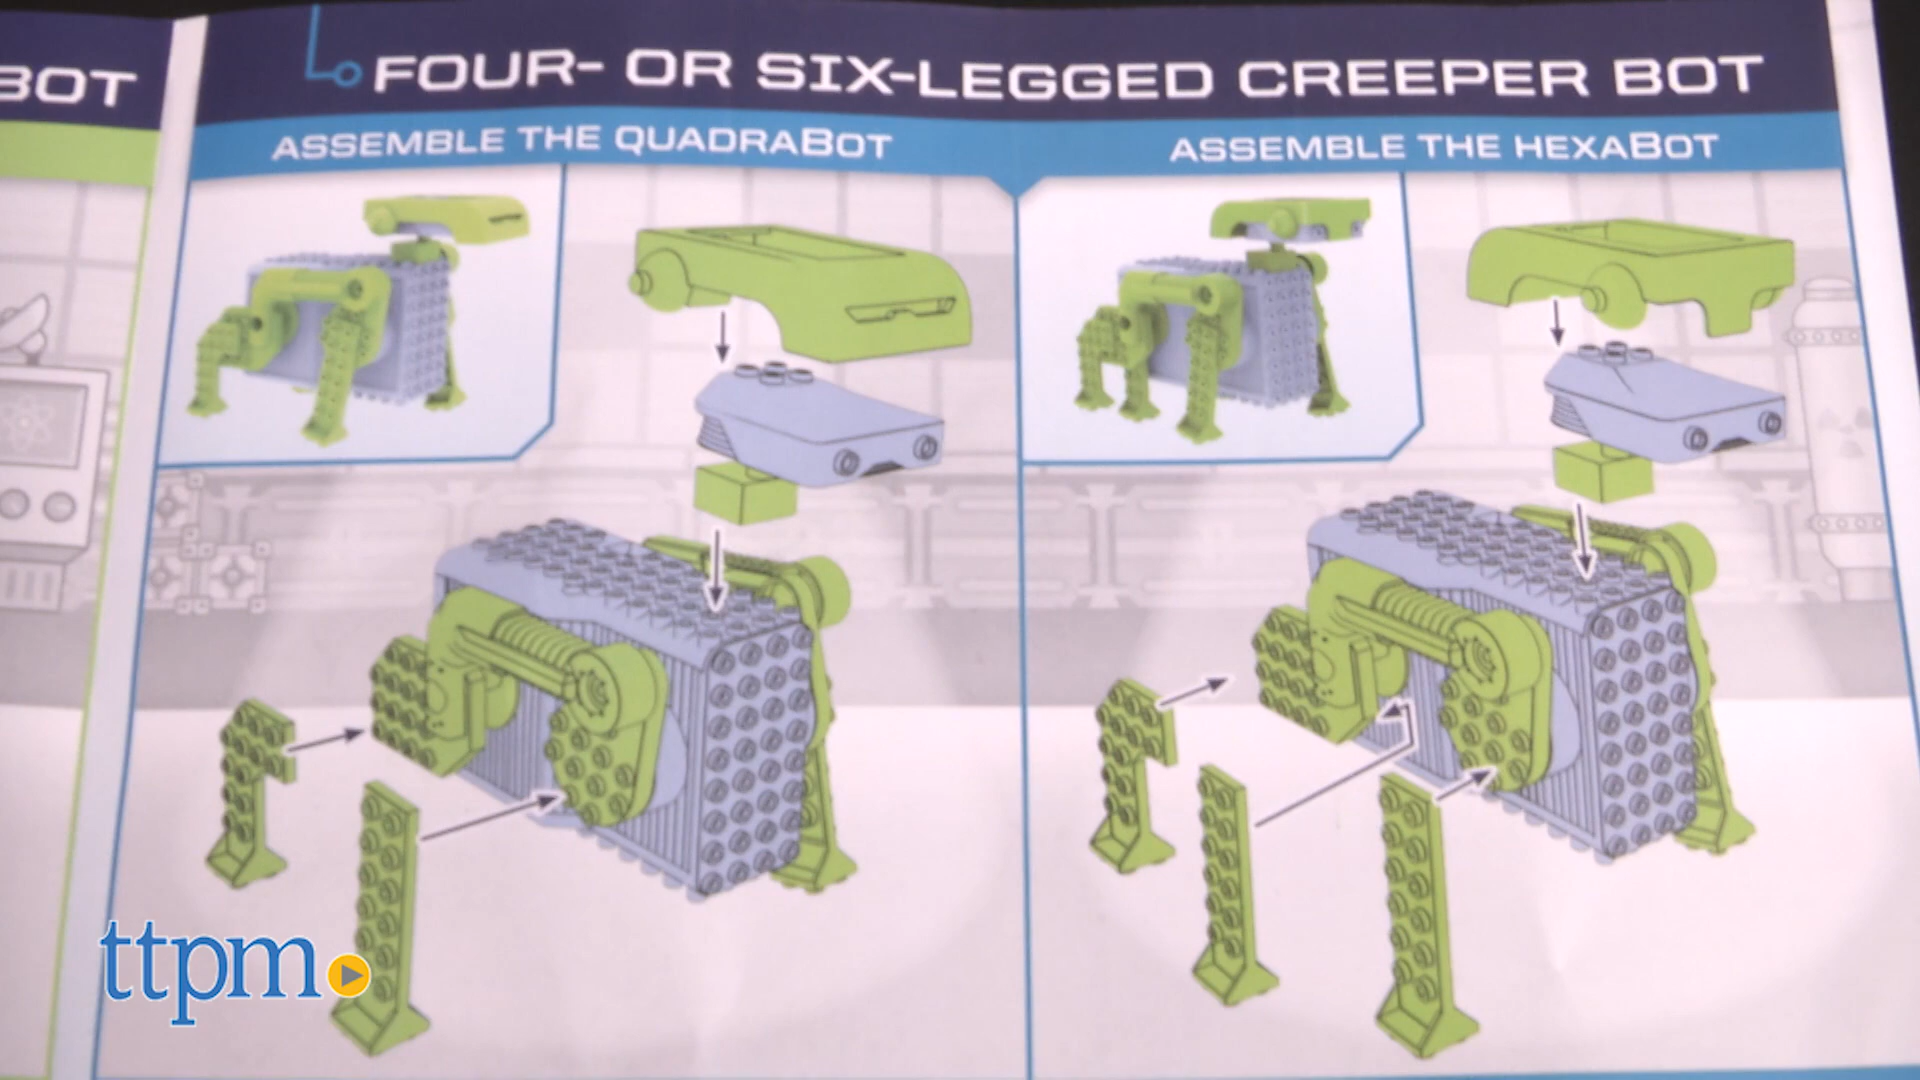 BOT
FOUR- OR SIX-LEGGED CREEPER BOT
ASSEMBLE THE QUADRABOT
ASSEMBLE THE HEXABOT
ttpm